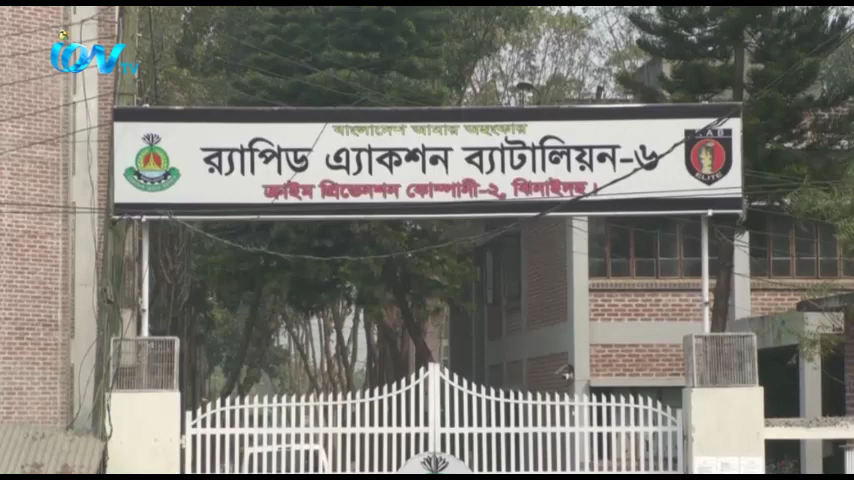 ION TV
বাংলাদেশ আমার অহংকার
র‍্যাপিড এ্যাকশন ব্যাটালিয়ন-৬
ক্রাইম প্রিভেনশন কোম্পানী-২, ঝিনাইদহ।
RAB
ELITE